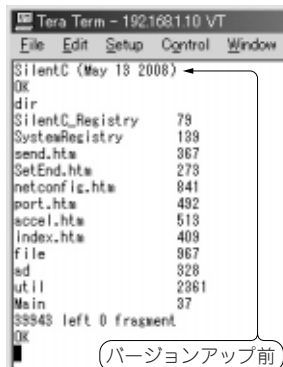 Tera Term - 192.168.1.10 VT
File Edit Setup Control Window
SilentC (May 13 2008)
OK
dir
SilentC_Registry 79
SystemRegistry 139
send.htm 367
SetEnd.htm 273
netconfig.htm 841
port.htm 492
accel.htm 513
index.htm 409
file 967
ad 328
util 2361
Main 37
39943 left 0 fragment
OK
バージョンアップ前